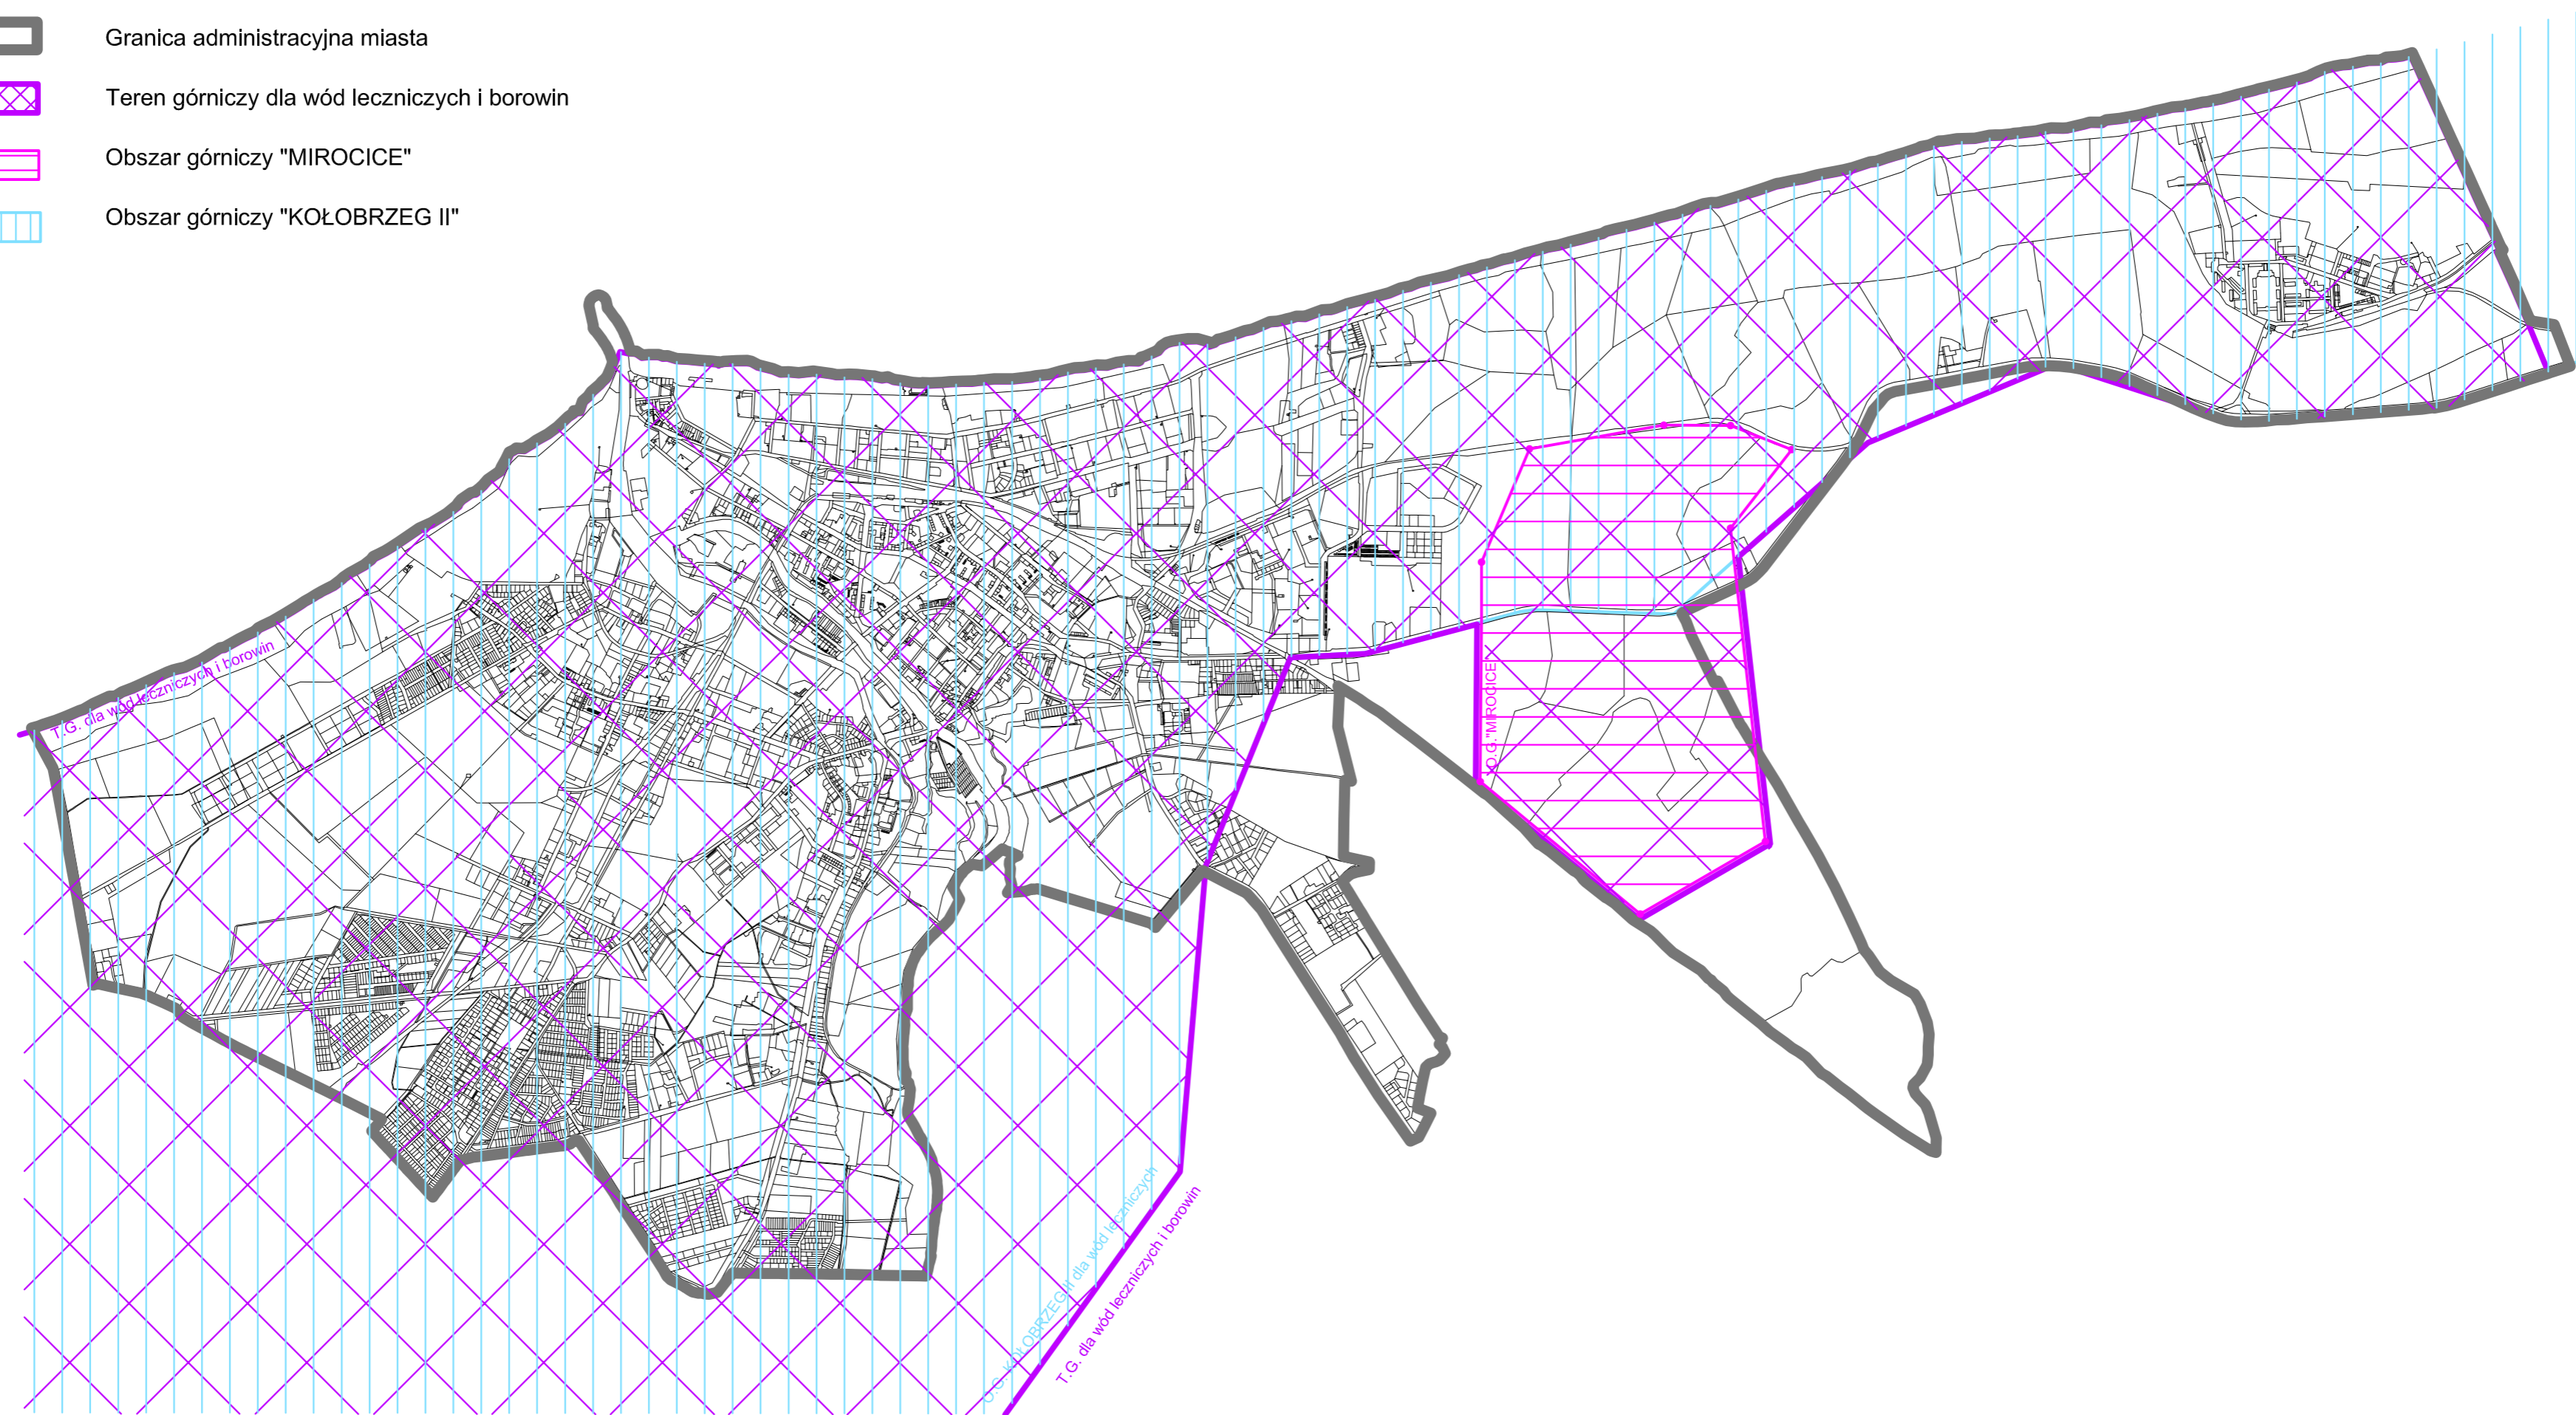 Granica administracyjna miasta
Teren górniczy dla wód leczniczych i borowin
Obszar górniczy "MIROCICE"
Obszar górniczy "KOŁOBRZEG II"
T.G. dla wód leczniczych i borowin
O.G."MIROCICE"
O.G. KOŁOBRZEG II dla wód leczniczych
T.G. dla wód leczniczych i borowin